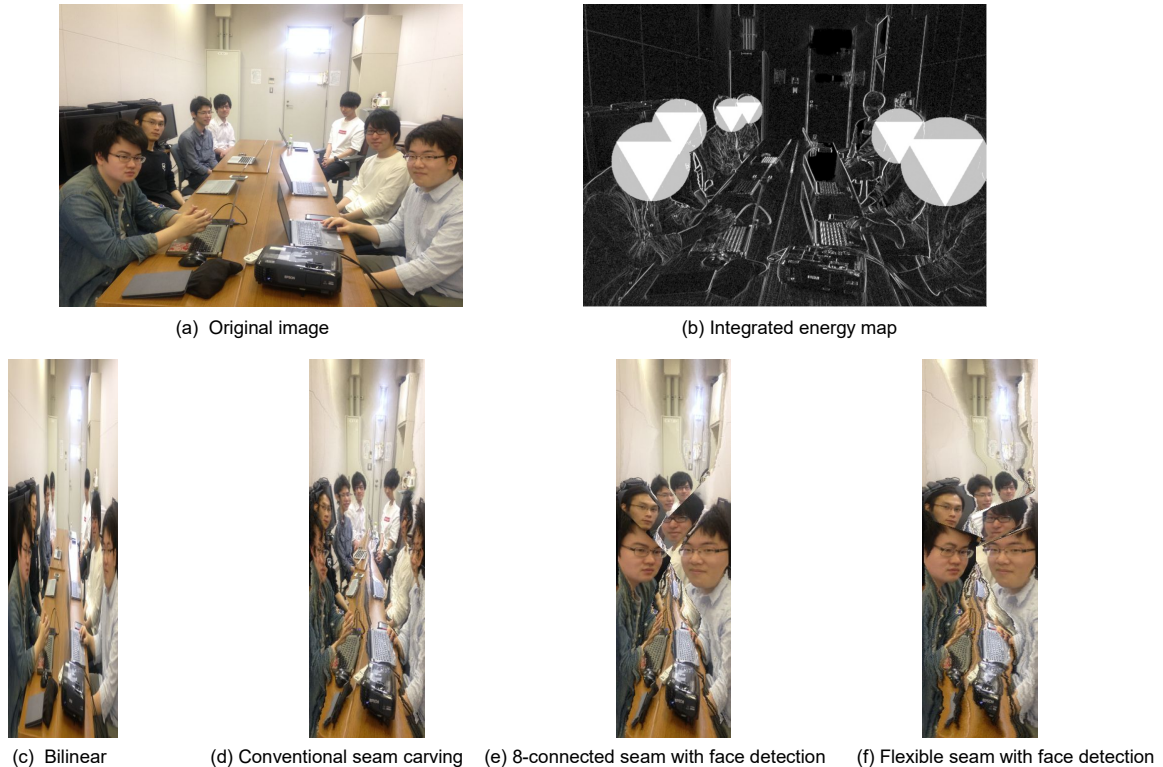 (a) Original image
(b) Integrated energy map
(c) Bilinear
(d) Conventional seam carving
(e) 8-connected seam with face detection
(f) Flexible seam with face detection